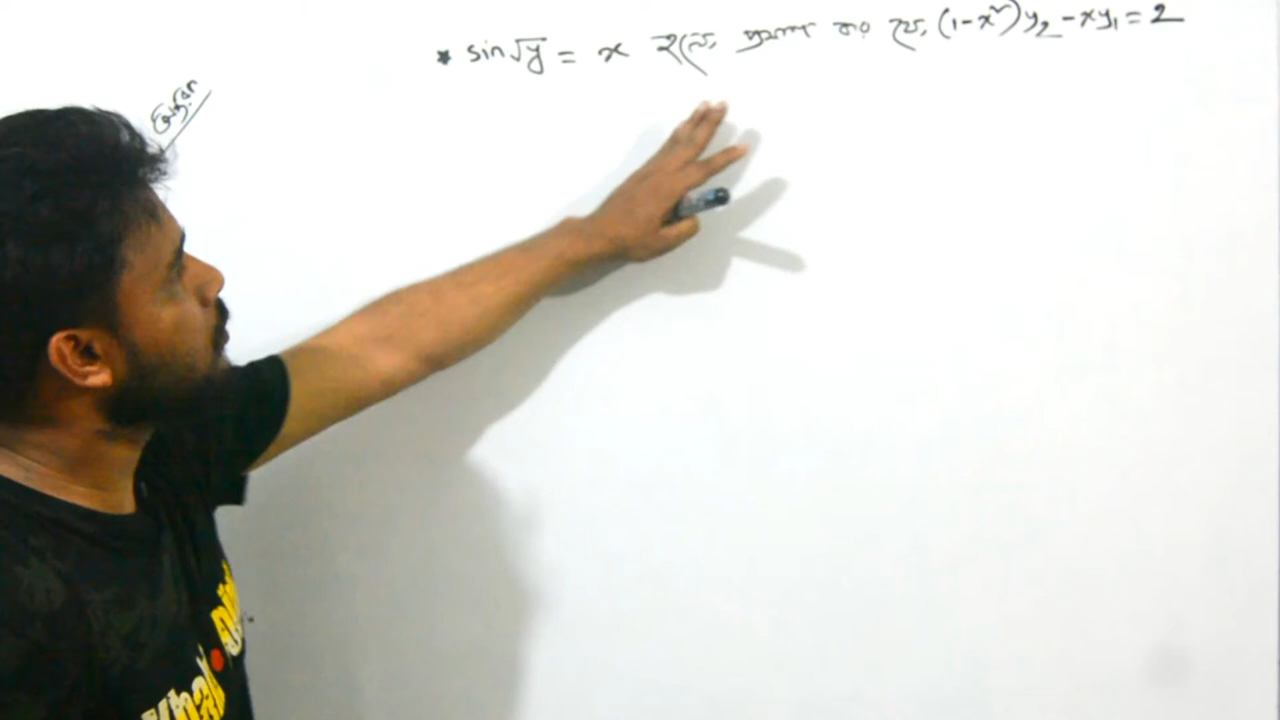 * sin√y = x হলে প্রমাণ কর যে, (1-x²)y₂ - xy₁ = 2